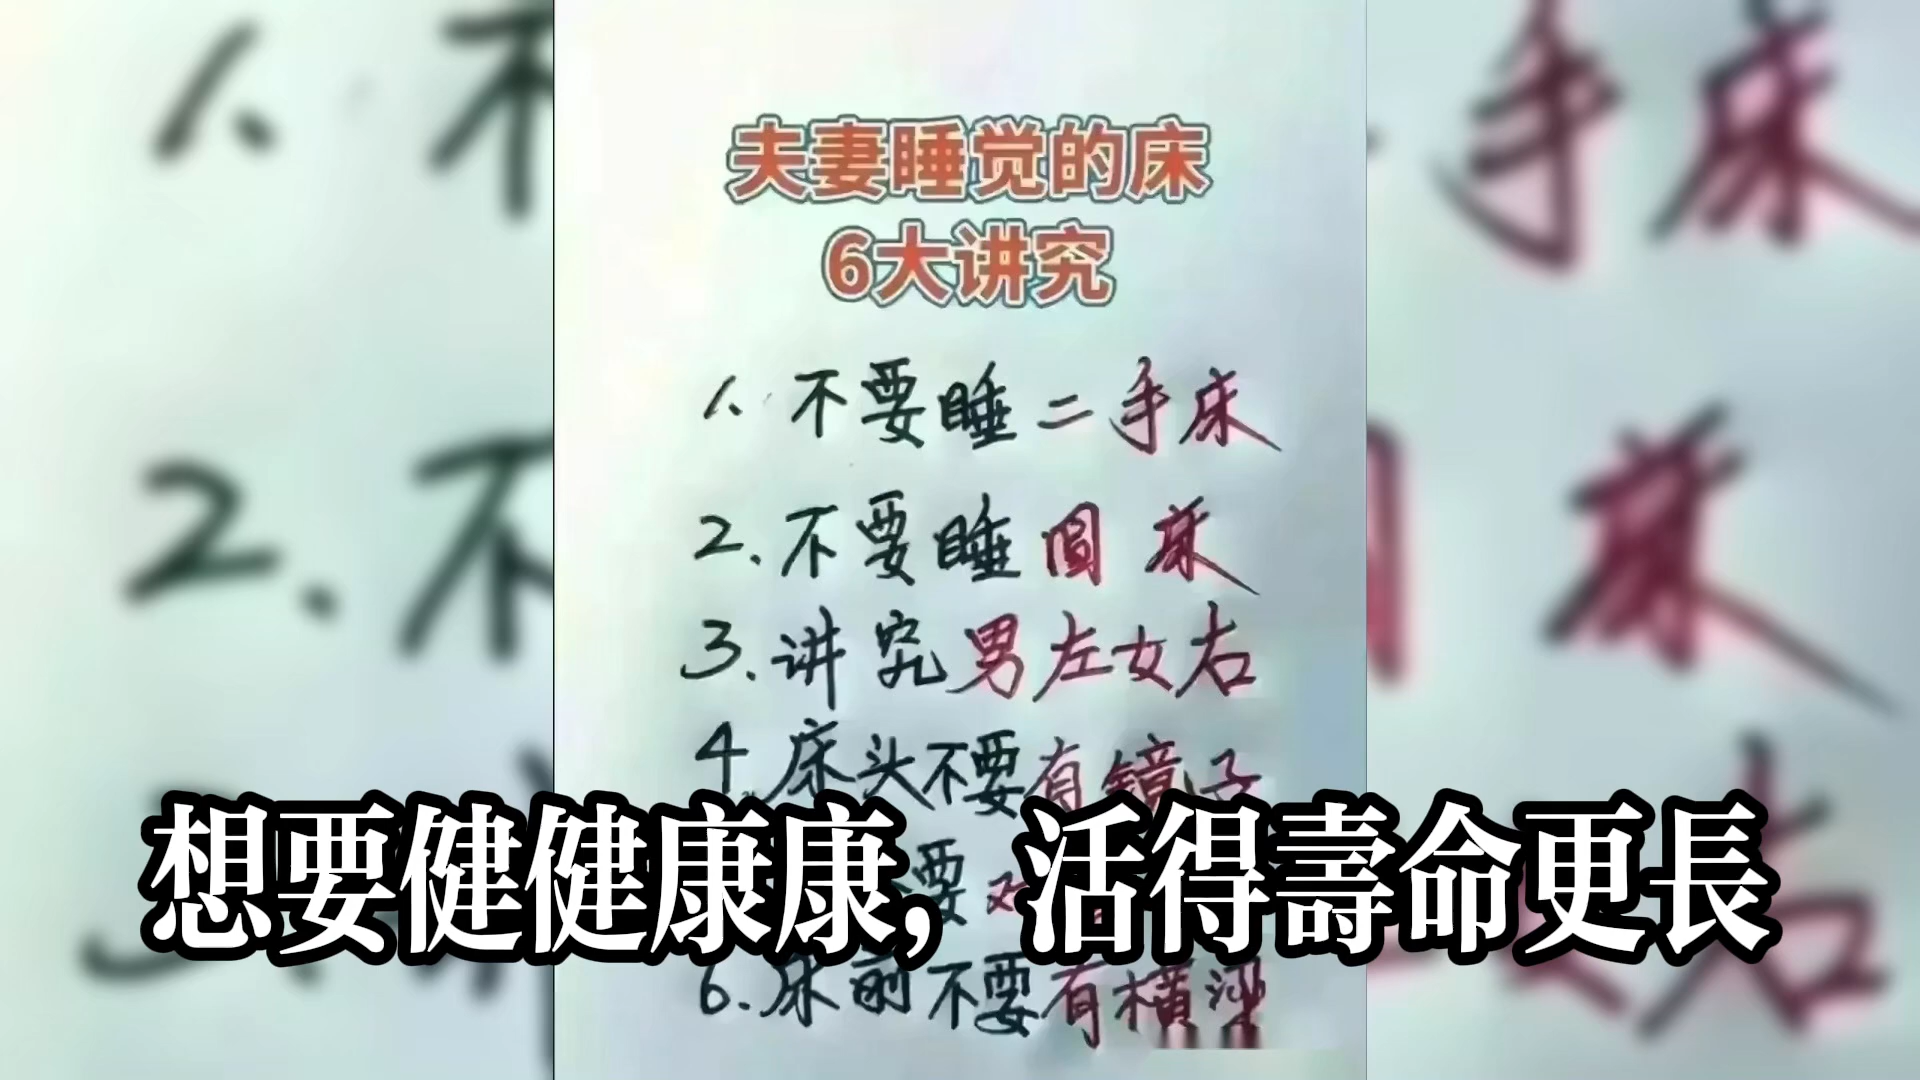 夫妻睡觉的床
6大讲究
1.不要睡二手床
2.不要睡圆床
3.讲究男左女右
4.床头不要有镜子
要对
6.床前不要有横梁
想要健健康康，活得壽命更長